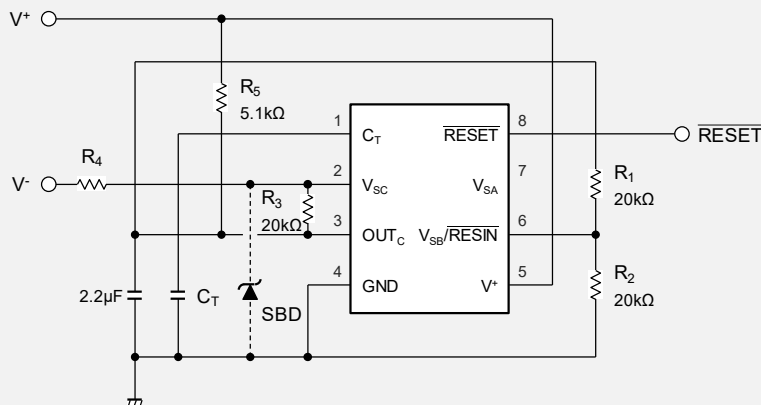 V⁺
R₅
5.1kΩ
1
C_T
RESET
8
RESET
R₄
V⁻
2
V_SC
V_SA
7
R₁
20kΩ
R₃
20kΩ
3
OUT_C
V_SB/RESIN
6
R₂
20kΩ
4
GND
V⁺
5
2.2μF
C_T
SBD